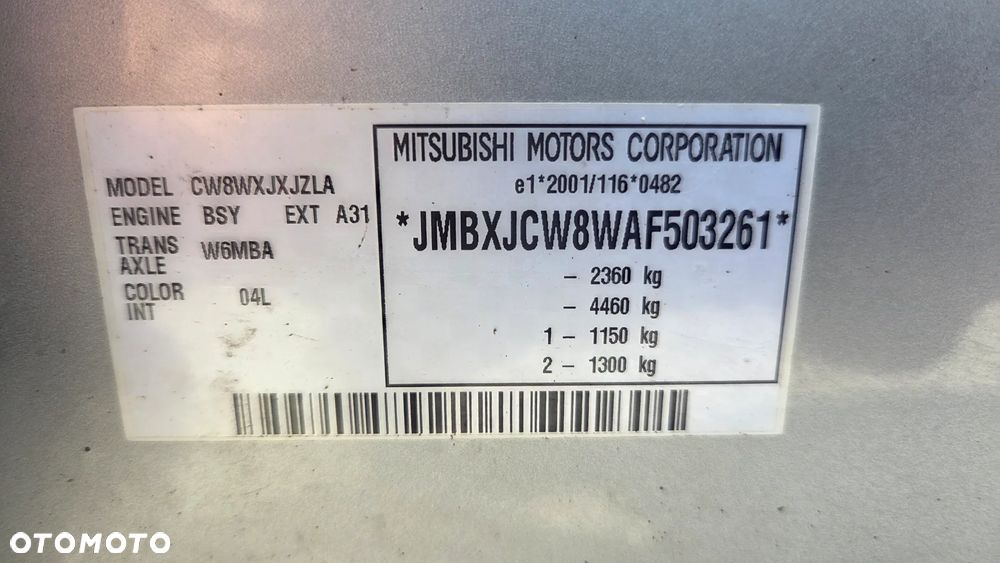 MODEL CW8WXJXJZLA
ENGINE BSY EXT A31
TRANS
AXLE W6MBA
COLOR
INT 04L
MITSUBISHI MOTORS CORPORATION
e1*2001/116*0482
*JMBXJCW8WAF503261*
- 2360 kg
- 4460 kg
1 - 1150 kg
2 - 1300 kg
OTOMOTO